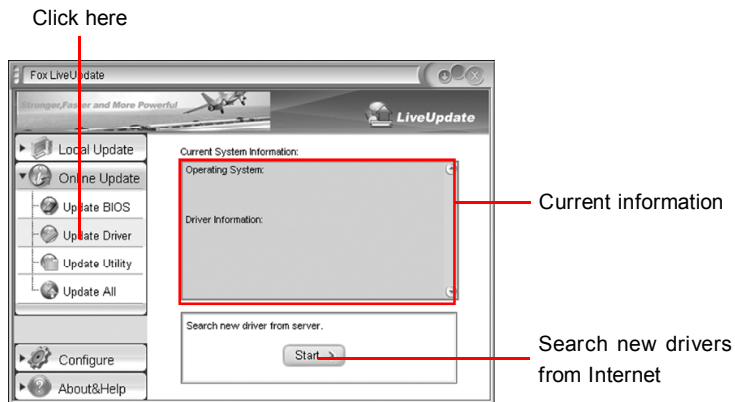 Click here
Fox LiveUpdate
Stronger,Faster and More Powerful
LiveUpdate
Local Update
Online Update
Update BIOS
Update Driver
Update Utility
Update All
Configure
About&Help
Current System Information:
Operating System:
Driver Information:
Search new driver from server.
Start
Current information
Search new drivers
from Internet